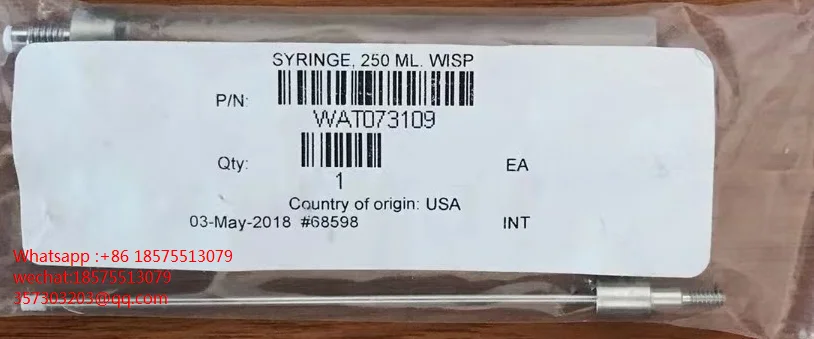 SYRINGE, 250 ML. WISP
P/N:
WAT073109
Qty:
EA
1
Country of origin: USA
03-May-2018 #68598
INT
Whatsapp :+86 18575513079
wechat:18575513079
357303203@qq.com